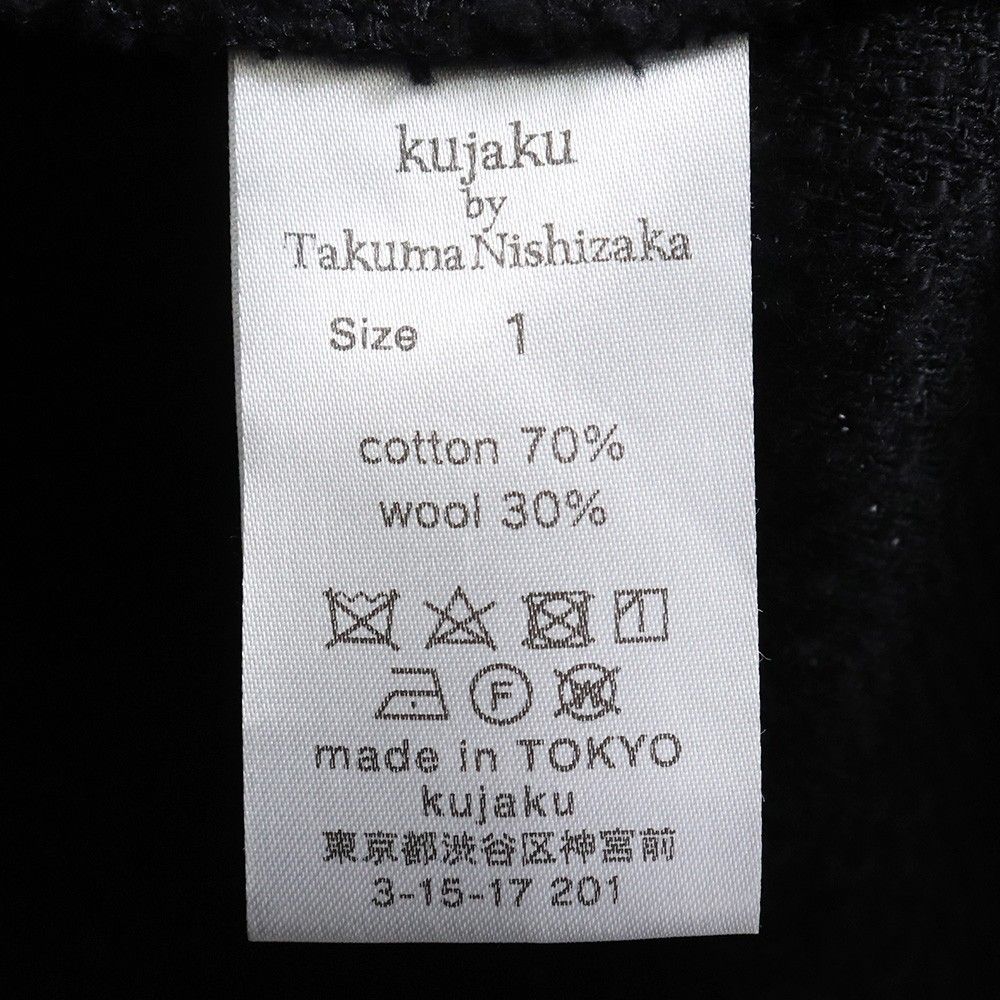 kujaku
by
Takuma Nishizaka
Size 1
cotton 70%
wool 30%
F W
made in TOKYO
kujaku
東京都渋谷区神宮前
3-15-17 201